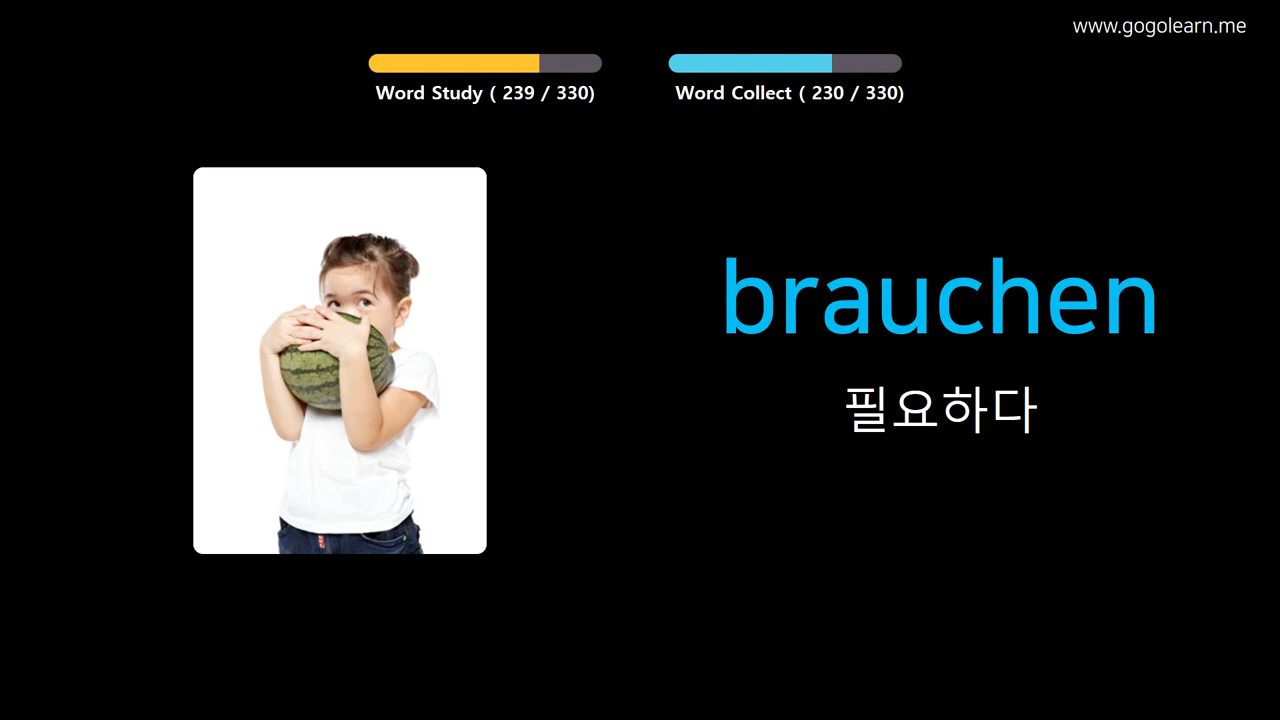 www.gogolearn.me
Word Study ( 239 / 330)
Word Collect ( 230 / 330)
brauchen
필요하다